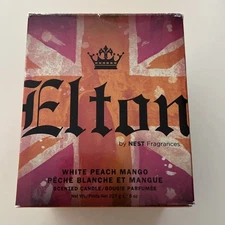 Elton
by NEST Fragrances
WHITE PEACH MANGO
PÊCHE BLANCHE ET MANGUE
SCENTED CANDLE·BOUGIE PARFUMÉE